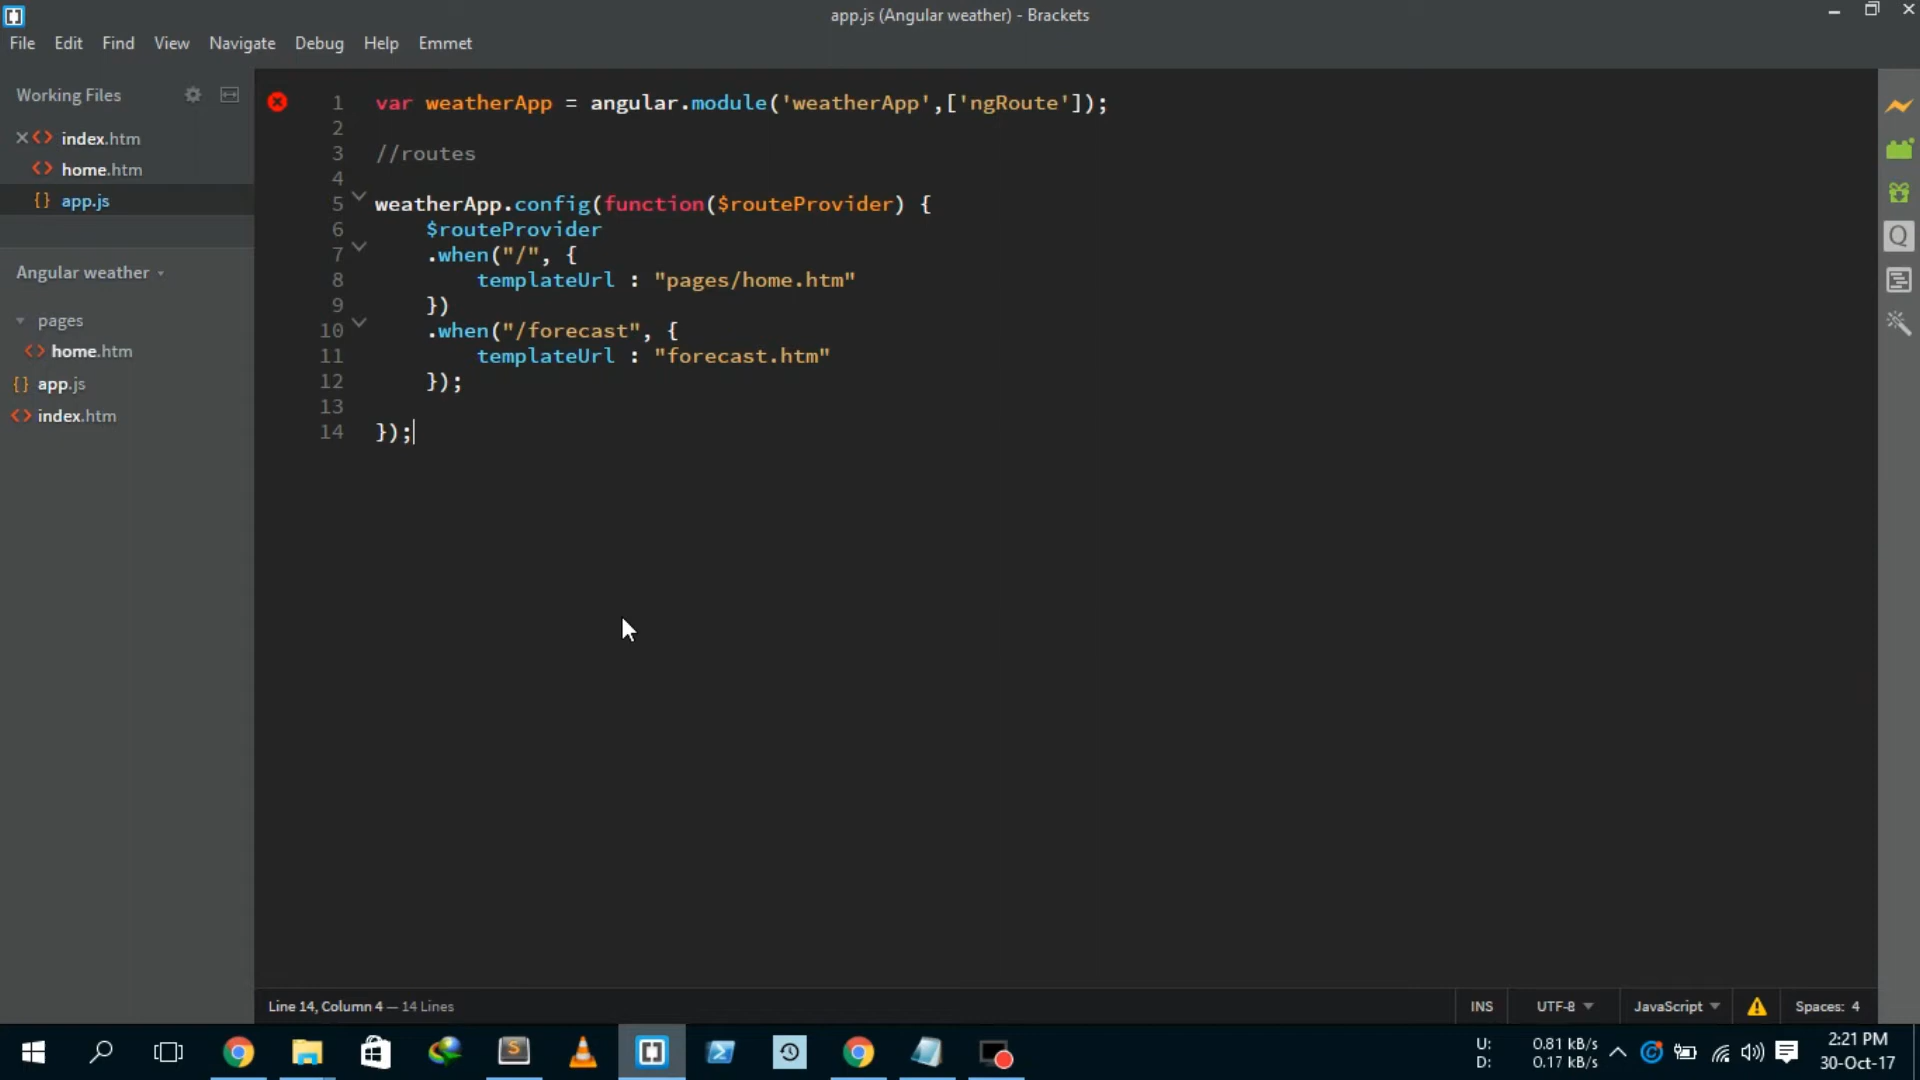 app.js (Angular weather) - Brackets
File Edit Find View Navigate Debug Help Emmet
Working Files
index.htm
home.htm
app.js
Angular weather
pages
home.htm
app.js
index.htm
1 var weatherApp = angular.module('weatherApp',['ngRoute']);
2
3 //routes
4
5 weatherApp.config(function($routeProvider) {
6 $routeProvider
7 .when("/", {
8 templateUrl : "pages/home.htm"
9 })
10 .when("/forecast", {
11 templateUrl : "forecast.htm"
12 });
13
14 });
Line 14, Column 4 — 14 Lines
INS UTF-8 JavaScript Spaces: 4
U: 0.81 kB/s
D: 0.17 kB/s
2:21 PM
30-Oct-17